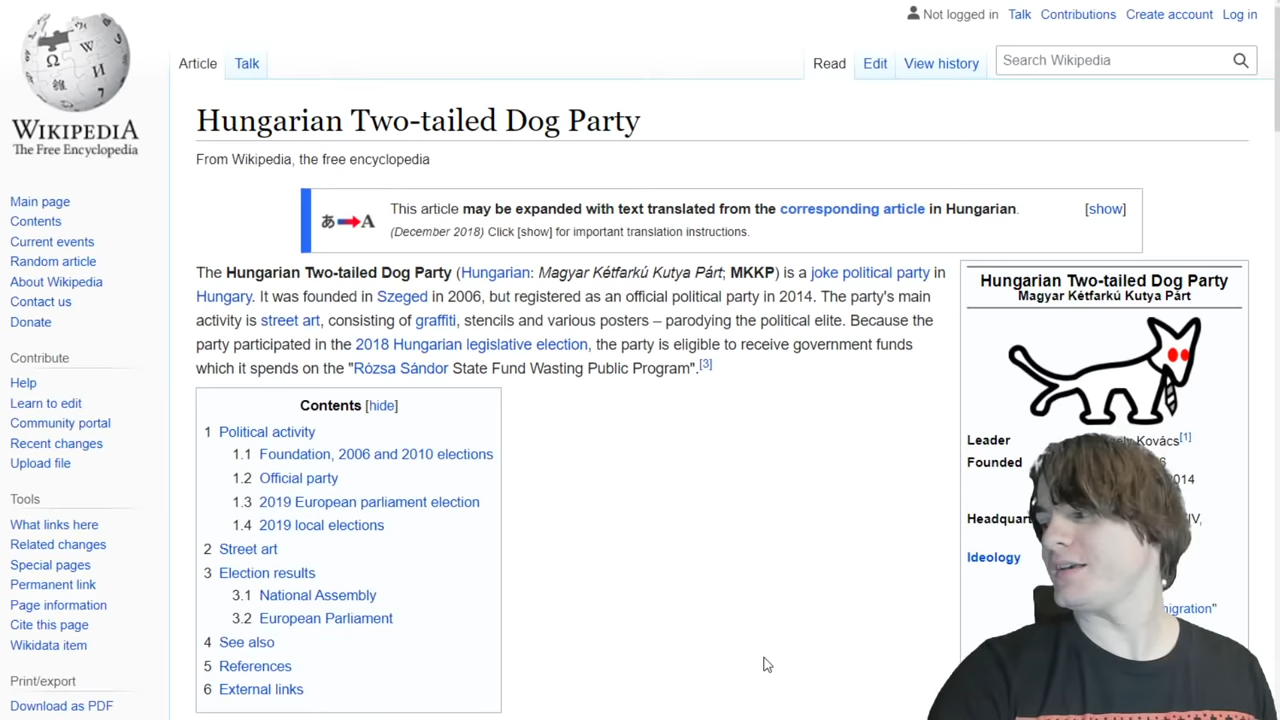 Not logged in Talk Contributions Create account Log in
Article Talk Read Edit View history Search Wikipedia
WIKIPEDIA
The Free Encyclopedia
Main page
Contents
Current events
Random article
About Wikipedia
Contact us
Donate
Contribute
Help
Learn to edit
Community portal
Recent changes
Upload file
Tools
What links here
Related changes
Special pages
Permanent link
Page information
Cite this page
Wikidata item
Print/export
Download as PDF
Hungarian Two-tailed Dog Party
From Wikipedia, the free encyclopedia
あ A
This article may be expanded with text translated from the corresponding article in Hungarian. [show]
(December 2018) Click [show] for important translation instructions.
The Hungarian Two-tailed Dog Party (Hungarian: Magyar Kétfarkú Kutya Párt; MKKP) is a joke political party in
Hungary. It was founded in Szeged in 2006, but registered as an official political party in 2014. The party's main
activity is street art, consisting of graffiti, stencils and various posters – parodying the political elite. Because the
party participated in the 2018 Hungarian legislative election, the party is eligible to receive government funds
which it spends on the "Rózsa Sándor State Fund Wasting Public Program".[3]
Contents [hide]
1 Political activity
1.1 Foundation, 2006 and 2010 elections
1.2 Official party
1.3 2019 European parliament election
1.4 2019 local elections
2 Street art
3 Election results
3.1 National Assembly
3.2 European Parliament
4 See also
5 References
6 External links
Hungarian Two-tailed Dog Party
Magyar Kétfarkú Kutya Párt
Leader Kovács[1]
Founded
2014
Ideology